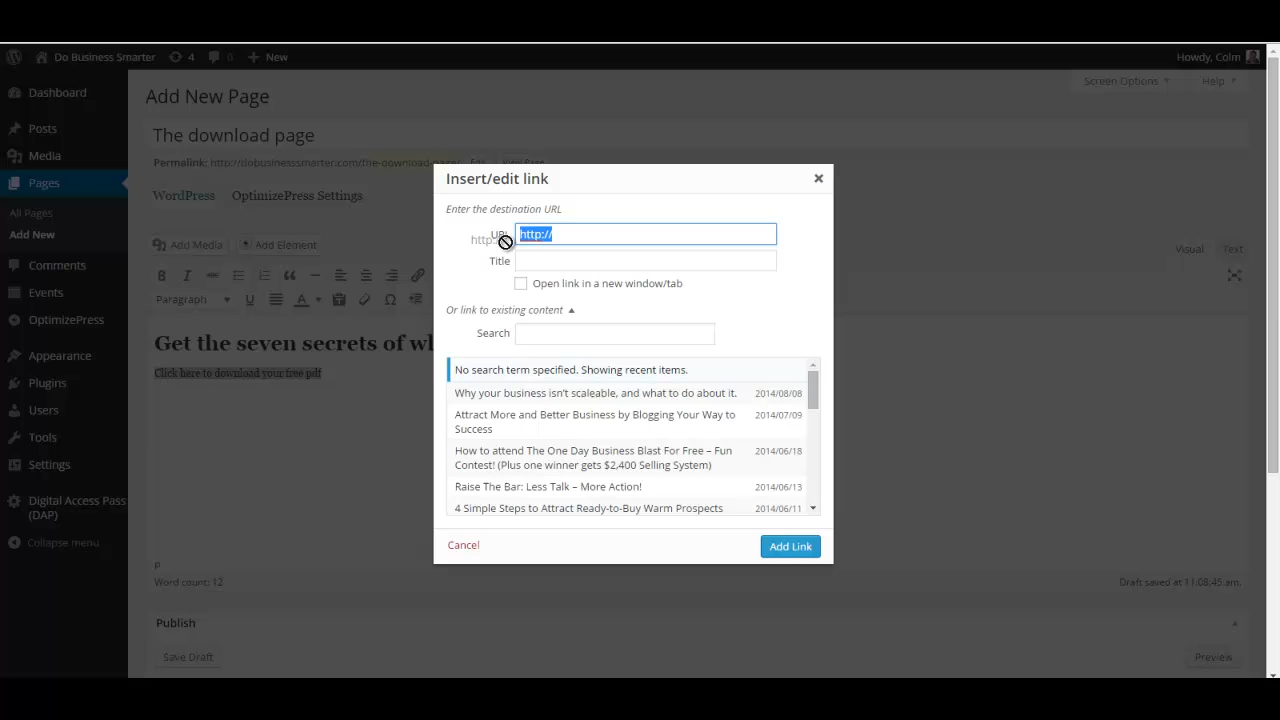 Do Business Smarter
4
0
New
Howdy, Colm
Dashboard
Posts
Media
Pages
All Pages
Add New
Comments
Events
OptimizePress
Appearance
Plugins
Users
Tools
Settings
Digital Access Pass
(DAP)
Collapse menu
Screen Options
Help
Add New Page
The download page
Permalink: http://dobusinesssmarter.com/the-download-page/
WordPress
OptimizePress Settings
Add Media
Add Element
Visual
Text
Paragraph
Get the seven secrets of
Click here to download your free pdf
p
Word count: 12
Draft saved at 11:08:45 am.
Publish
Save Draft
Preview
Insert/edit link
Enter the destination URL
URL
http://
Title
Open link in a new window/tab
Or link to existing content
Search
No search term specified. Showing recent items.
Why your business isn't scaleable, and what to do about it.
2014/08/08
Attract More and Better Business by Blogging Your Way to
Success
2014/07/09
How to attend The One Day Business Blast For Free – Fun
Contest! (Plus one winner gets $2,400 Selling System)
2014/06/18
Raise The Bar: Less Talk – More Action!
2014/06/13
4 Simple Steps to Attract Ready-to-Buy Warm Prospects
2014/06/11
Cancel
Add Link